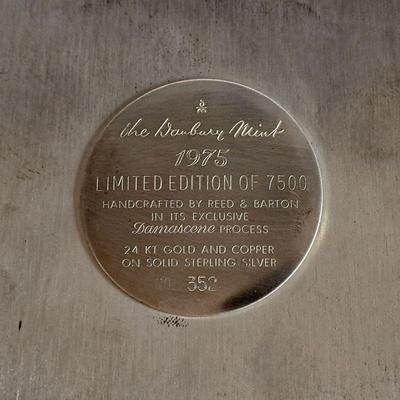 The Danbury Mint
1975
LIMITED EDITION OF 7500
HANDCRAFTED BY REED & BARTON
IN ITS EXCLUSIVE
Damascene PROCESS
24 KT GOLD AND COPPER
ON SOLID STERLING SILVER
NO. 352